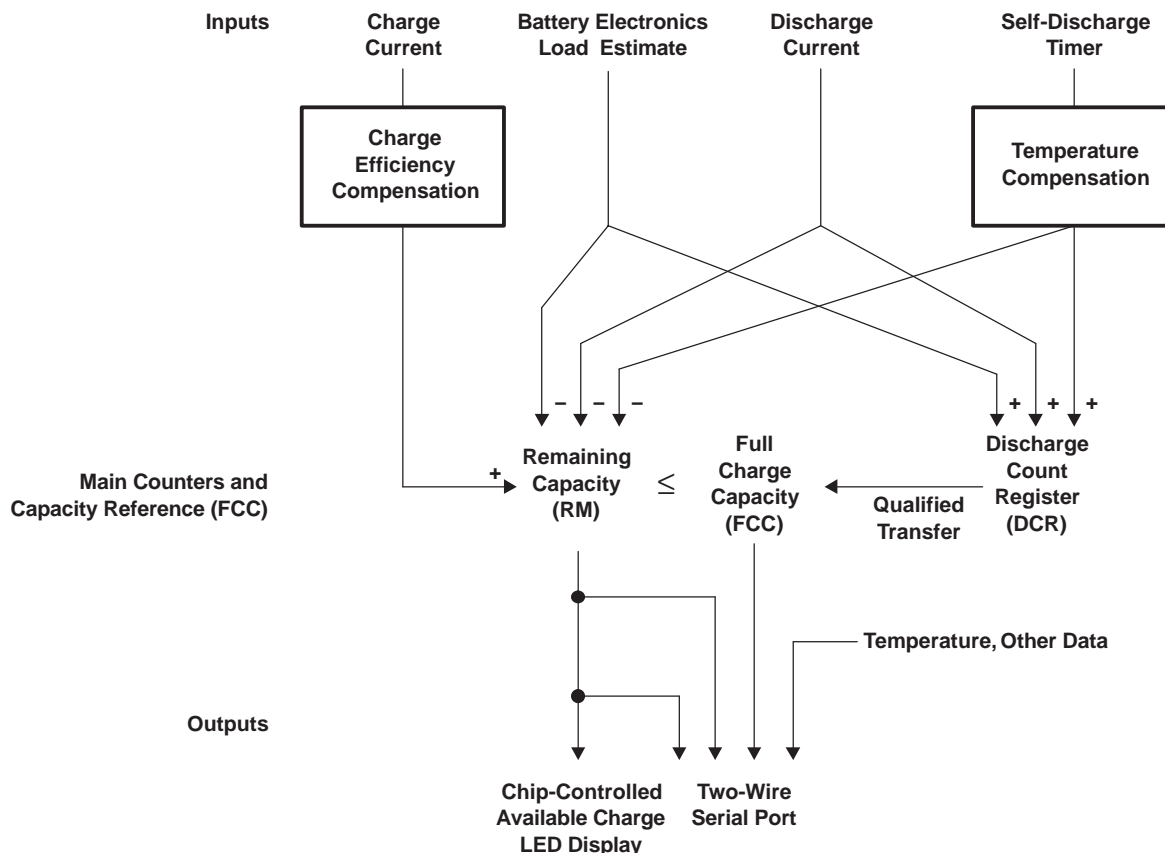 Inputs
Charge
Current
Battery Electronics
Load Estimate
Discharge
Current
Self-Discharge
Timer
Charge
Efficiency
Compensation
Temperature
Compensation
– – –
+ + +
Main Counters and
Capacity Reference (FCC)
+
Remaining
Capacity
(RM)
≤
Full
Charge
Capacity
(FCC)
Qualified
Transfer
Discharge
Count
Register
(DCR)
Temperature, Other Data
Outputs
Chip-Controlled
Available Charge
LED Display
Two-Wire
Serial Port